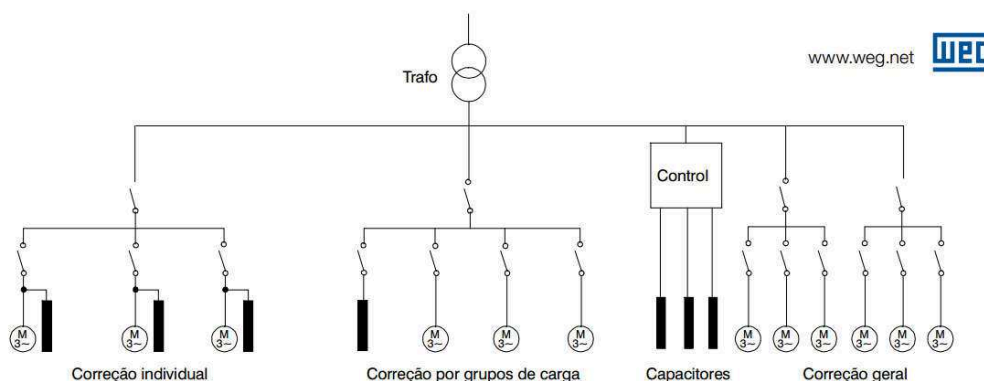 www.weg.net
weg
Trafo
Control
M
3~
M
3~
M
3~
M
3~
M
3~
M
3~
M
3~
M
3~
M
3~
M
3~
M
3~
M
3~
Correção individual
Correção por grupos de carga
Capacitores
Correção geral